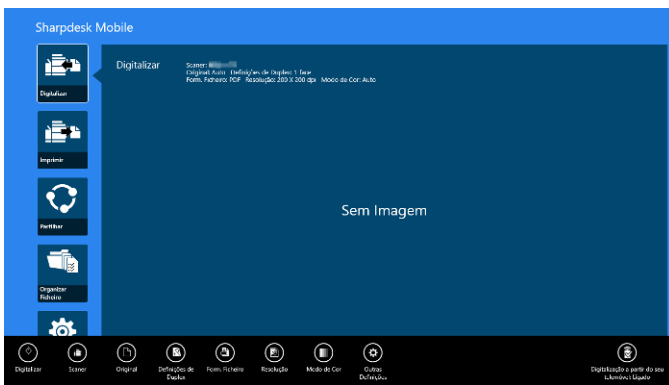 Sharpdesk Mobile
Digitalizar
Digitalizar
Scaner:
Original: Auto Definições de Duplex: 1 face
Form. Ficheiro: PDF Resolução: 200 X 200 dpi Modo de Cor: Auto
Imprimir
Sem Imagem
Partilhar
Organizar
Ficheiro
Digitalizar
Scaner
Original
Definições de
Duplex
Form. Ficheiro
Resolução
Modo de Cor
Outras
Definições
Digitalização a partir do seu
telemóvel: Ligado